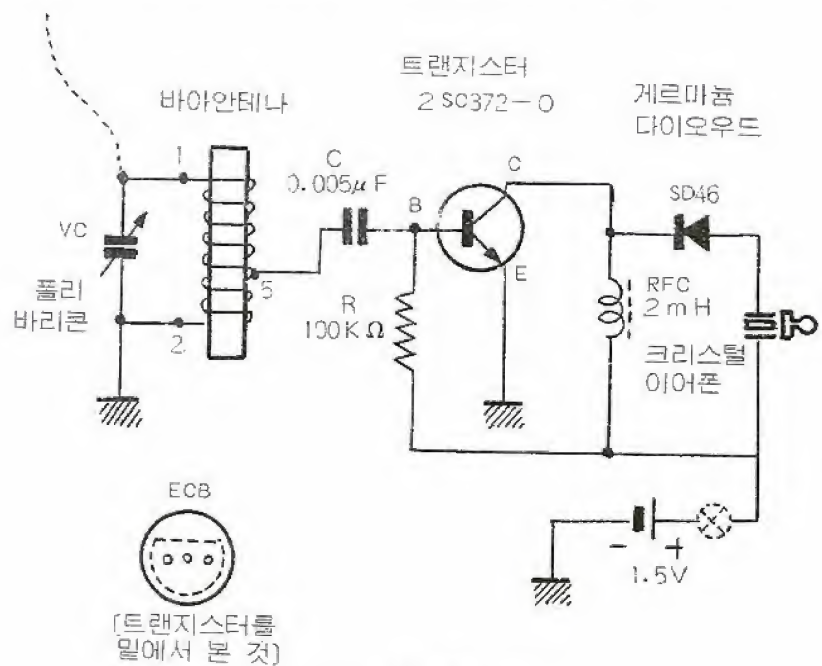 트랜지스터
2 SC372-O
게르마늄
다이오우드
바아안테나
1
C
0.005μF
C
B
SD46
VC
E
5
폴리
바리콘
R
100KΩ
RFC
2mH
2
크리스털
이어폰
ECB
- +
1.5V
[트랜지스터를
밑에서 본 것]